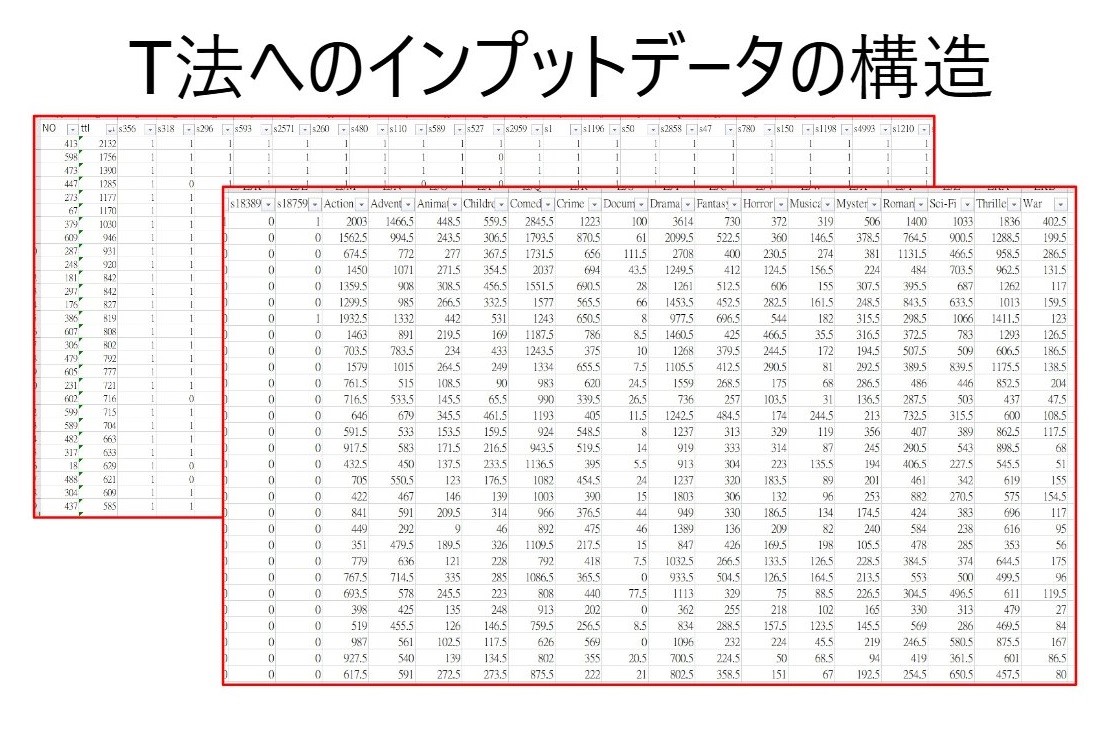 T法へのインプットデータの構造
NO ttl s356 s318 s296 s593 s2571 s260 s480 s110 s589 s527 s2959 s1 s1196 s50 s2858 s47 s780 s150 s1198 s4993 s1210
413 2132 1 1 1 1 1 1 1 1 1 1 1 1 1 1 1 1 1 1 1 1 1
598 1756 1 1 1 1 1 1 1 1 1 0 1 1 1 1 1 1 1 1 1 1 1
473 1390 1 1 1 1 1 1 1 1 1 1 1 1 1 1 1 1 1 1 1 1 1
447 1285 1 0
273 1177 1 1
67 1170 1 1
379 1030 1 1
609 946 1 1
287 931 1 1
248 920 1 1
181 842 1 1
297 842 1 1
176 827 1 1
386 819 1 1
607 808 1 1
306 802 1 1
479 792 1 1
605 777 1 1
231 721 1 1
602 716 1 0
599 715 1 1
589 704 1 1
482 663 1 1
317 633 1 1
18 629 1 0
488 621 1 0
304 609 1 1
437 585 1 1
s18389 s18759 Action Advent Animat Childre Comed Crime Docum Drama Fantas Horror Musica Myster Roman Sci-Fi Thrille War
0 1 2003 1466.5 448.5 559.5 2845.5 1223 100 3614 730 372 319 506 1400 1033 1836 402.5
0 0 1562.5 994.5 243.5 306.5 1793.5 870.5 61 2099.5 522.5 360 146.5 378.5 764.5 900.5 1288.5 199.5
0 0 674.5 772 277 367.5 1731.5 656 111.5 2708 400 230.5 274 381 1131.5 466.5 958.5 286.5
0 0 1450 1071 271.5 354.5 2037 694 43.5 1249.5 412 124.5 156.5 224 484 703.5 962.5 131.5
0 0 1359.5 908 308.5 456.5 1551.5 690.5 28 1261 512.5 606 155 307.5 395.5 687 1262 117
0 0 1299.5 985 266.5 332.5 1577 565.5 66 1453.5 452.5 282.5 161.5 248 843.5 633.5 1013 159.5
0 1 1932.5 1332 442 531 1243 650.5 8 977.5 696.5 544 182 315.5 298.5 1066 1411.5 123
0 0 1463 891 219.5 169 1187.5 786 8.5 1460.5 425 466.5 35.5 316.5 372.5 783 1293 126.5
0 0 703.5 783.5 234 433 1243.5 375 10 1268 379.5 244.5 172 194.5 507.5 509 606.5 186.5
0 0 1579 1015 264.5 249 1334 655.5 7.5 1105.5 412.5 290.5 81 292.5 389.5 839.5 1175.5 138.5
0 0 761.5 515 108.5 90 983 620 24.5 1559 268.5 175 68 286.5 486 446 852.5 204
0 0 716.5 533.5 145.5 65.5 990 339.5 26.5 736 257 103.5 31 136.5 287.5 503 437 47.5
0 0 646 679 345.5 461.5 1193 405 11.5 1242.5 484.5 174 244.5 213 732.5 315.5 600 108.5
0 0 591.5 533 153.5 159.5 924 548.5 8 1237 313 329 119 356 407 389 862.5 117.5
0 0 917.5 583 171.5 216.5 943.5 519.5 14 919 333 314 87 245 290.5 543 898.5 68
0 0 432.5 450 137.5 233.5 1136.5 395 5.5 913 304 223 135.5 194 406.5 227.5 545.5 51
0 0 705 550.5 123 176.5 1082 454.5 24 1237 320 183.5 89 201 461 342 619 155
0 0 422 467 146 139 1003 390 15 1803 306 132 96 253 882 270.5 575 154.5
0 0 841 591 209.5 314 966 376.5 44 949 330 186.5 134 174.5 424 383 696 117
0 0 449 292 9 46 892 475 46 1389 136 209 82 240 584 238 616 95
0 0 351 479.5 189.5 326 1109.5 217.5 15 847 426 169.5 198 105.5 478 285 353 56
0 0 779 636 121 228 792 418 7.5 1032.5 266.5 133.5 126.5 228.5 384.5 374 644.5 175
0 0 767.5 714.5 335 285 1086.5 365.5 0 933.5 504.5 126.5 164.5 213.5 553 500 499.5 96
0 0 693.5 578 245.5 223 808 440 77.5 1113 329 75 88.5 226.5 304.5 496.5 611 119.5
0 0 398 425 135 248 913 202 0 362 255 218 102 165 330 313 479 27
0 0 519 455.5 126 146.5 759.5 256.5 8.5 834 288.5 157.5 123.5 145.5 569 286 469.5 84
0 0 987 561 102.5 117.5 626 569 0 1096 232 224 45.5 219 246.5 580.5 875.5 167
0 0 927.5 540 139 134.5 802 355 20.5 700.5 224.5 50 68.5 94 419 361.5 601 86.5
0 0 617.5 591 272.5 273.5 875.5 222 21 802.5 358.5 151 67 192.5 254.5 650.5 457.5 80